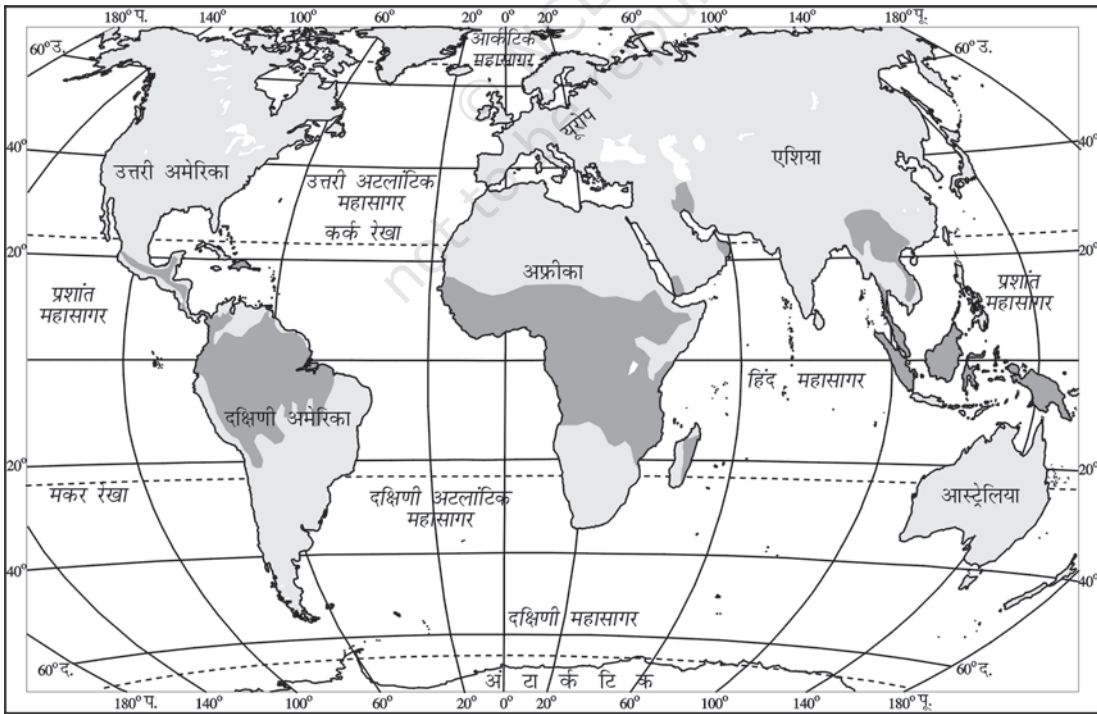 180° प. 140° 100° 60° 20° 0° 20° 60° 100° 140° 180° पू.
60° उ. 60° उ.
आर्कटिक
महासागर
यूरोप
40° 40°
उत्तरी अमेरिका
एशिया
उत्तरी अटलांटिक
महासागर
कर्क रेखा
20° 20°
अफ्रीका
प्रशांत
महासागर
प्रशांत
महासागर
हिंद महासागर
दक्षिणी अमेरिका
20° 20°
मकर रेखा
दक्षिणी अटलांटिक
महासागर
आस्ट्रेलिया
40° 40°
दक्षिणी महासागर
60° द. 60° द.
अंटार्कटिक
180° प. 140° 100° 60° 20° 0° 20° 60° 100° 140° 180° पू.
not to be